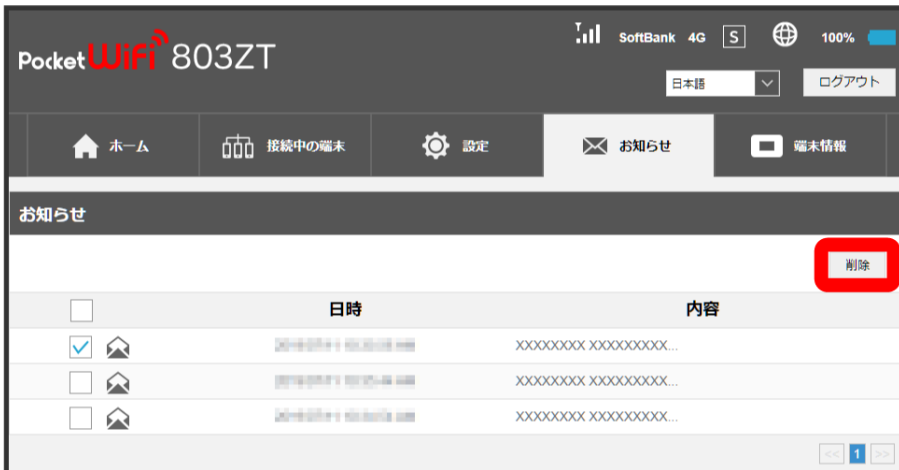 SoftBank 4G S 100%
Pocket WiFi 803ZT
日本語 ログアウト
ホーム 接続中の端末 設定 お知らせ 端末情報
お知らせ
削除
日時 内容
XXXXXXXX XXXXXXXXX...
XXXXXXXX XXXXXXXXX...
XXXXXXXX XXXXXXXXX...
<< 1 >>